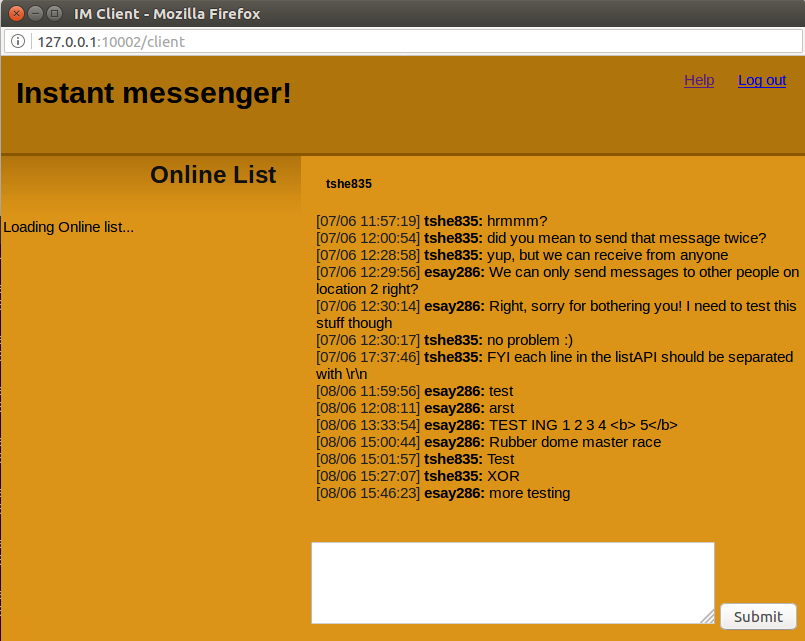 IM Client - Mozilla Firefox
127.0.0.1:10002/client
Instant messenger!
Help Log out
Online List
tshe835
Loading Online list...
[07/06 11:57:19] tshe835: hrmmm?
[07/06 12:00:54] tshe835: did you mean to send that message twice?
[07/06 12:28:58] tshe835: yup, but we can receive from anyone
[07/06 12:29:56] esay286: We can only send messages to other people on
location 2 right?
[07/06 12:30:14] esay286: Right, sorry for bothering you! I need to test this
stuff though
[07/06 12:30:17] tshe835: no problem :)
[07/06 17:37:46] tshe835: FYI each line in the listAPI should be separated
with \r\n
[08/06 11:59:56] esay286: test
[08/06 12:08:11] esay286: arst
[08/06 13:33:54] esay286: TEST ING 1 2 3 4 <b> 5</b>
[08/06 15:00:44] esay286: Rubber dome master race
[08/06 15:01:57] tshe835: Test
[08/06 15:27:07] tshe835: XOR
[08/06 15:46:23] esay286: more testing
Submit